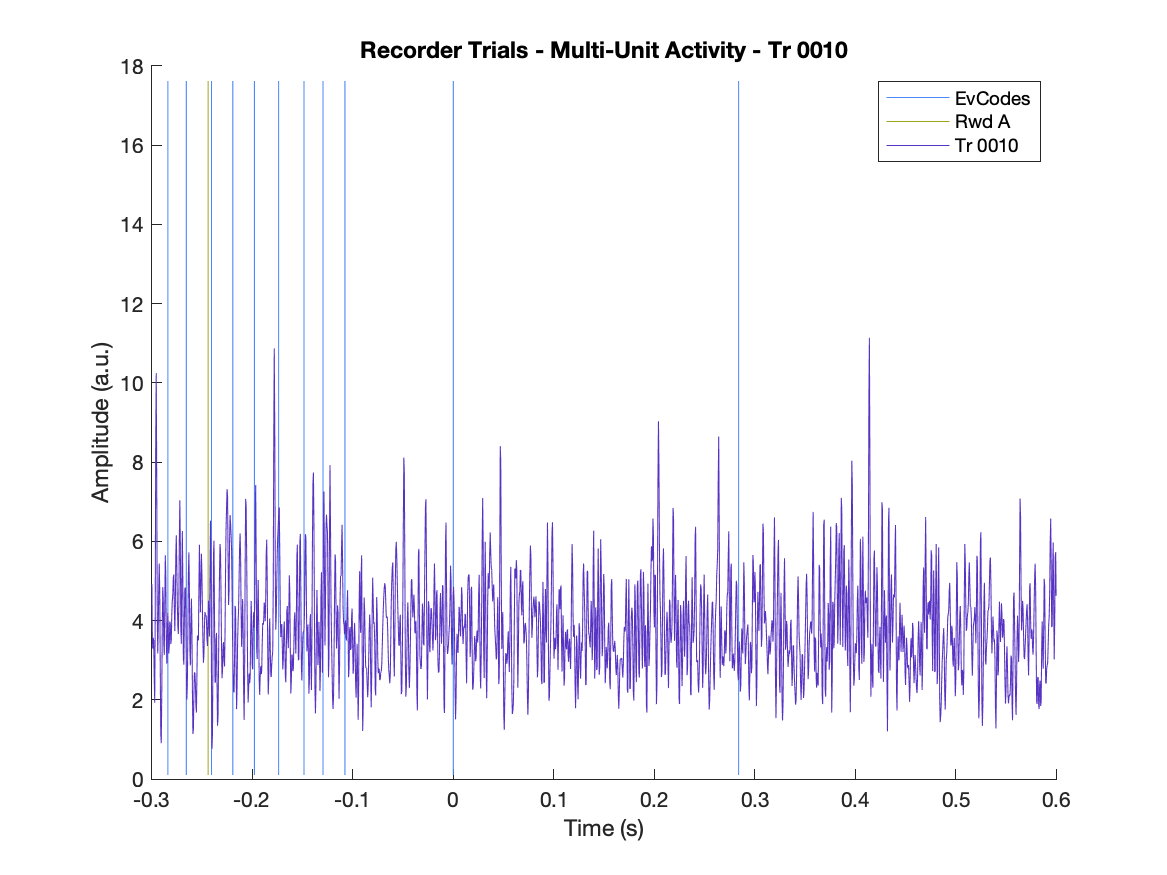 Recorder Trials - Multi-Unit Activity - Tr 0010
18
16
14
12
10
8
6
4
2
0
Amplitude (a.u.)
EvCodes
Rwd A
Tr 0010
-0.3 -0.2 -0.1 0 0.1 0.2 0.3 0.4 0.5 0.6
Time (s)